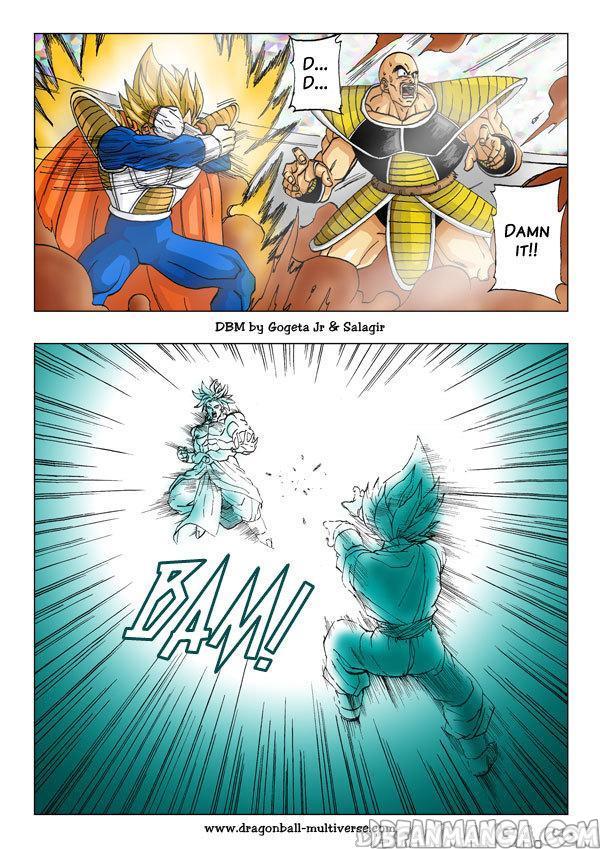 D...
D...
DAMN
IT!!
DBM by Gogeta Jr & Salagir
BAM!
www.dragonball-multiverse.com
DBFANMANGA.COM